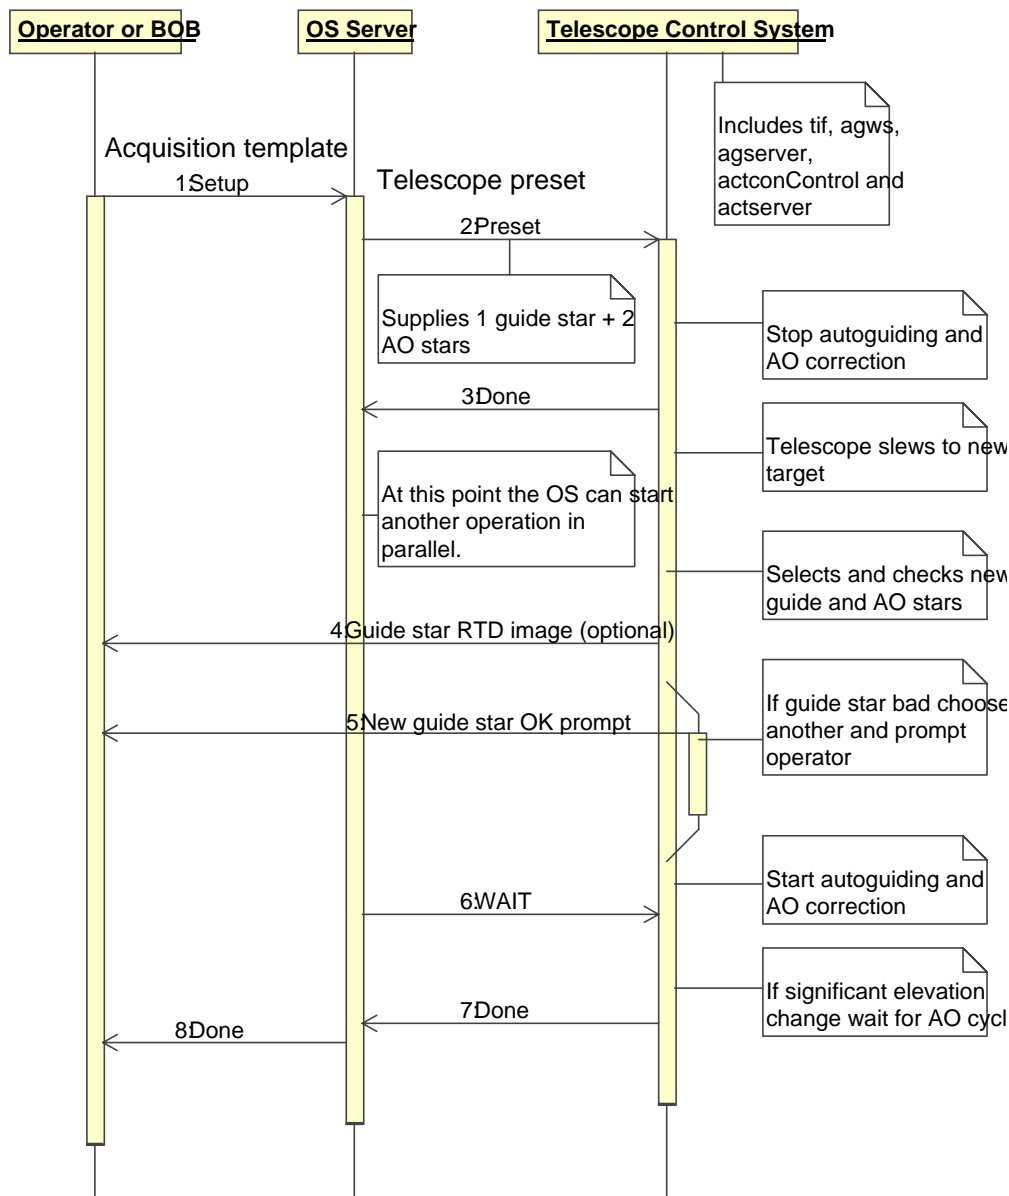 Operator or BOB
OS Server
Telescope Control System
Includes tif, agws,
agserver,
actconControl and
actserver
Acquisition template
1:Setup
Telescope preset
2:Preset
Supplies 1 guide star + 2
AO stars
Stop autoguiding and
AO correction
3:Done
Telescope slews to new
target
At this point the OS can start
another operation in
parallel.
Selects and checks new
guide and AO stars
4:Guide star RTD image (optional)
If guide star bad choose
another and prompt
operator
5:New guide star OK prompt
Start autoguiding and
AO correction
6:WAIT
If significant elevation
change wait for AO cycl
7:Done
8:Done